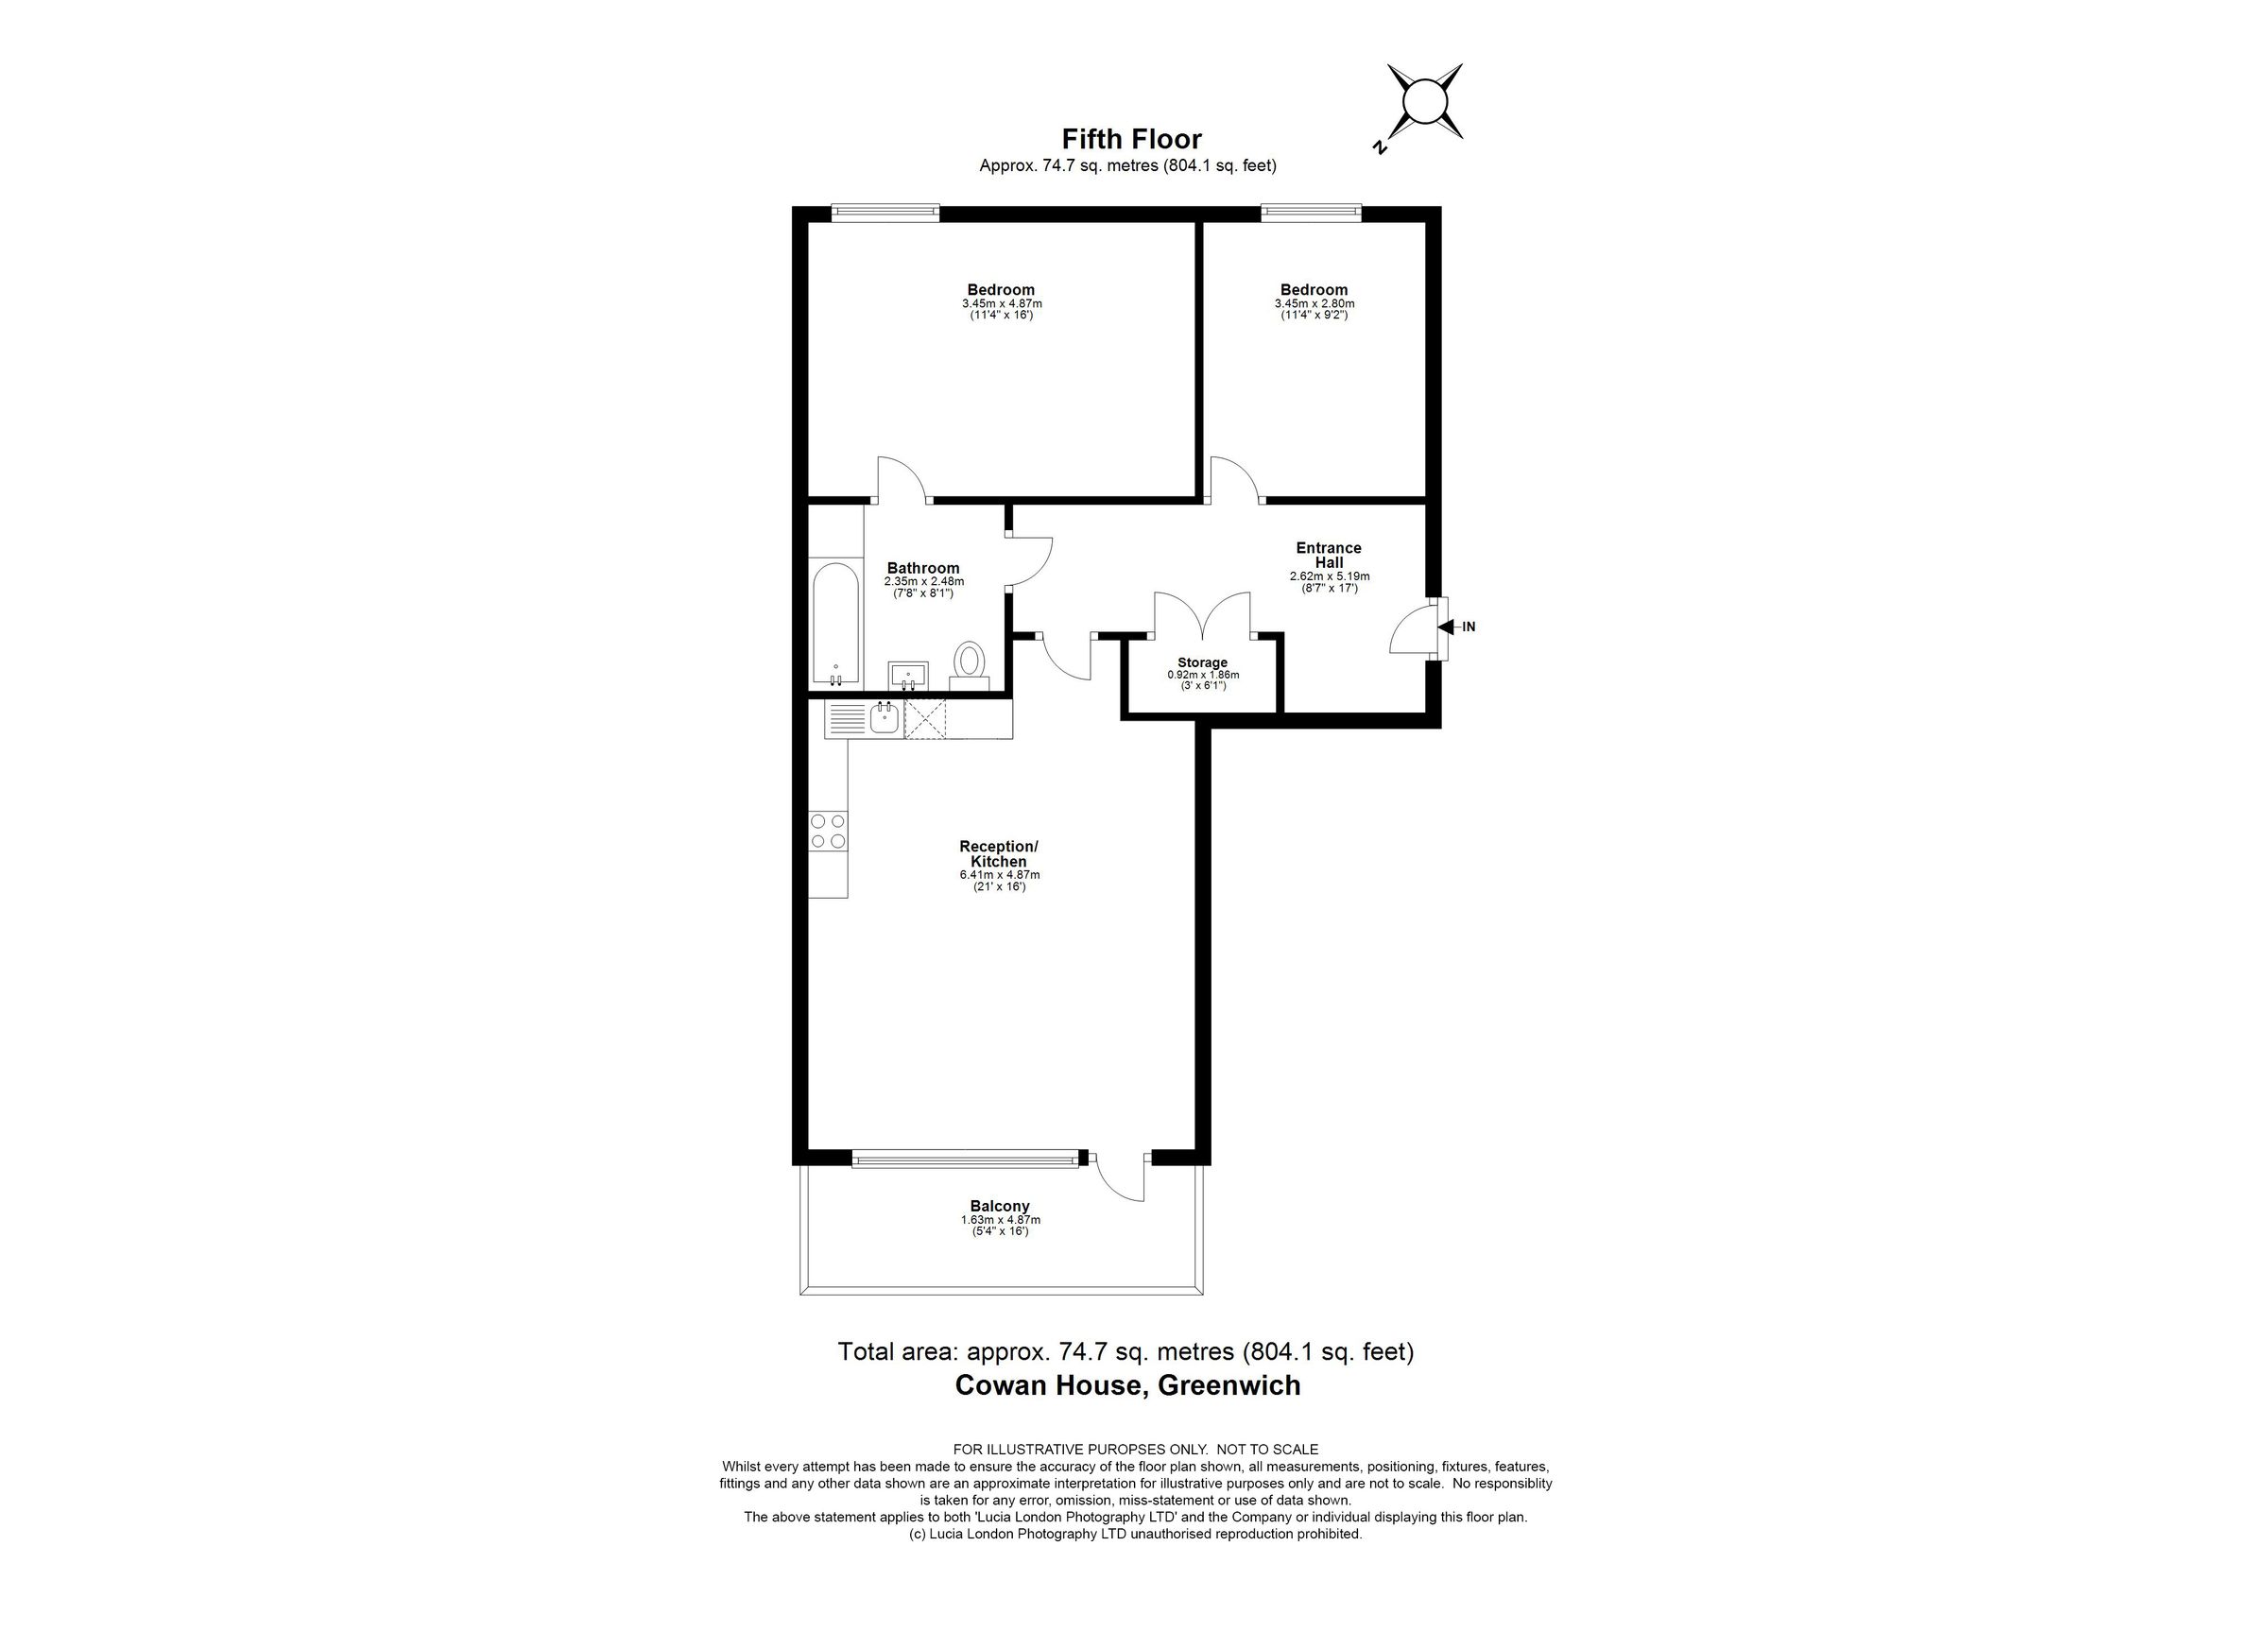 N
Fifth Floor
Approx. 74.7 sq. metres (804.1 sq. feet)
Bedroom
3.45m x 4.87m
(11'4" x 16')
Bedroom
3.45m x 2.80m
(11'4" x 9'2")
Bathroom
2.35m x 2.48m
(7'8" x 8'1")
Entrance
Hall
2.62m x 5.19m
(8'7" x 17')
IN
Storage
0.92m x 1.86m
(3' x 6'1")
Reception/
Kitchen
6.41m x 4.87m
(21' x 16')
Balcony
1.63m x 4.87m
(5'4" x 16')
Total area: approx. 74.7 sq. metres (804.1 sq. feet)
Cowan House, Greenwich
FOR ILLUSTRATIVE PUROPSES ONLY. NOT TO SCALE
Whilst every attempt has been made to ensure the accuracy of the floor plan shown, all measurements, positioning, fixtures, features,
fittings and any other data shown are an approximate interpretation for illustrative purposes only and are not to scale. No responsiblity
is taken for any error, omission, miss-statement or use of data shown.
The above statement applies to both 'Lucia London Photography LTD' and the Company or individual displaying this floor plan.
(c) Lucia London Photography LTD unauthorised reproduction prohibited.